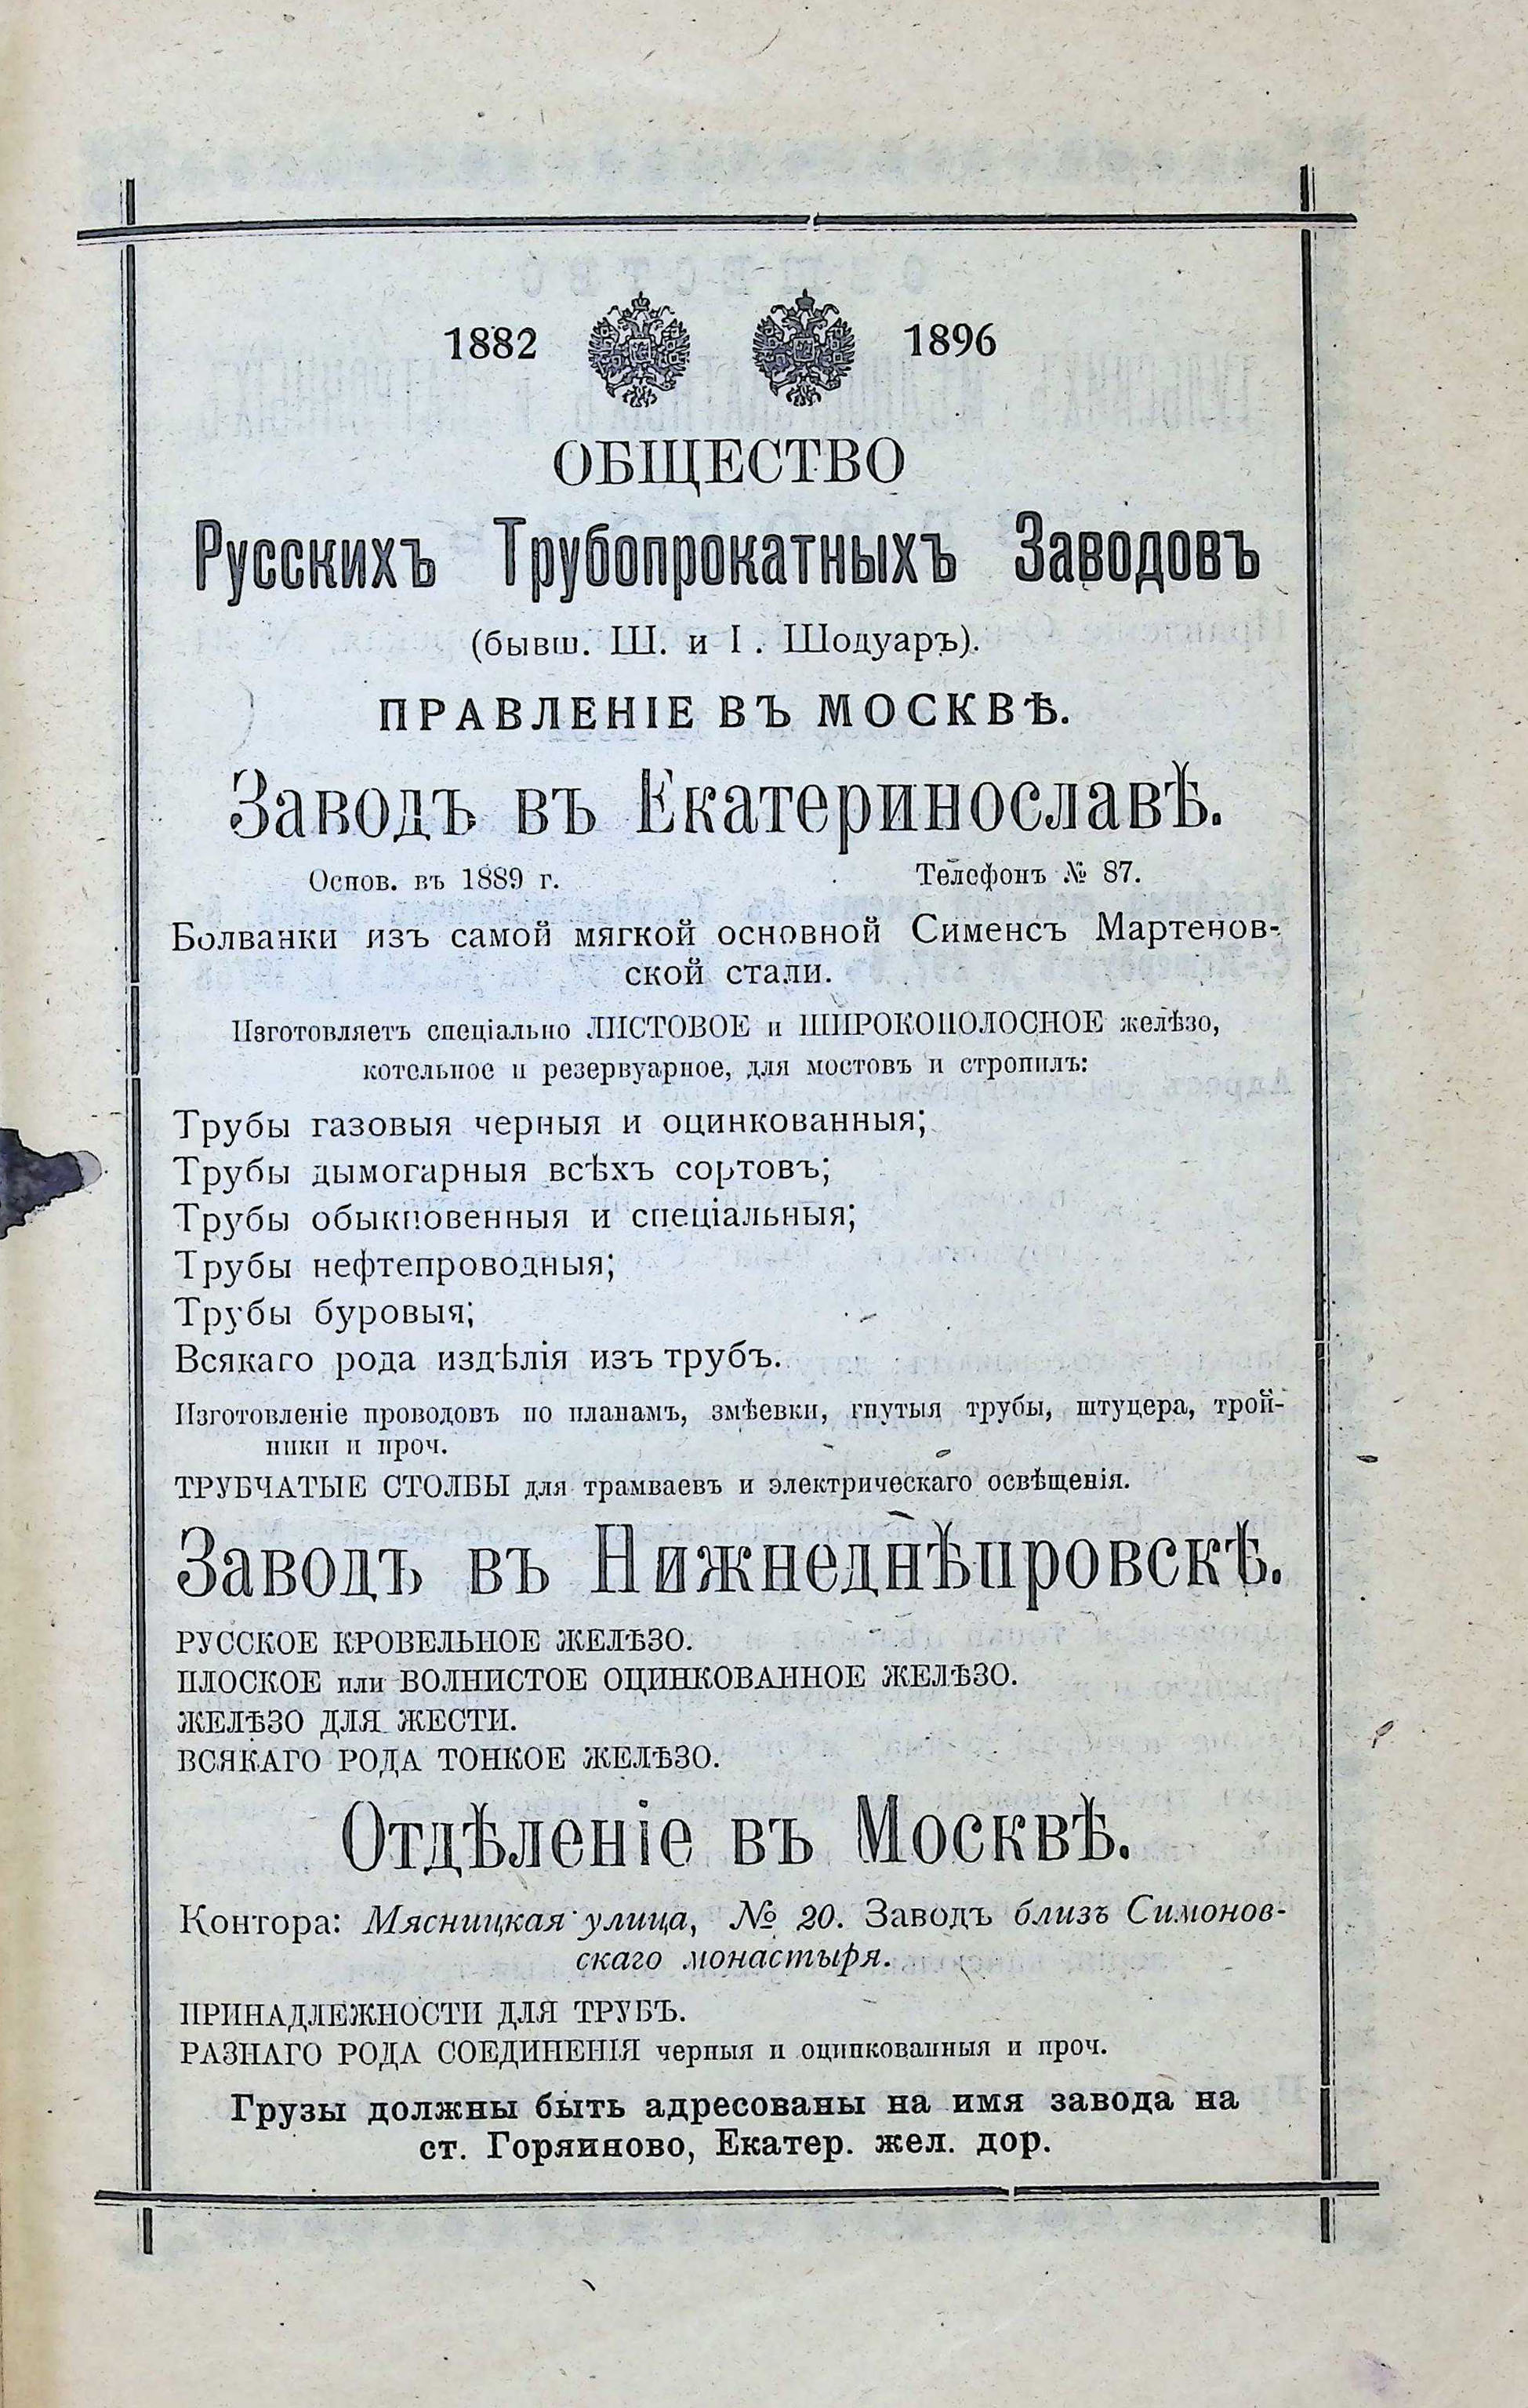 1882 1896
ОБЩЕСТВО
Русскихъ Трубопрокатныхъ Заводовъ
(бывш. Ш. и І. Шодуаръ).
ПРАВЛЕНІЕ ВЪ МОСКВѢ.
Заводъ въ Екатеринославѣ.
Основ. въ 1889 г. Телефонъ № 87.
Болванки изъ самой мягкой основной Сименсъ Мартенов-
ской стали.
Изготовляетъ спеціально ЛИСТОВОЕ и ШИРОКОПОЛОСНОЕ желѣзо,
котельное и резервуарное, для мостовъ и стропилъ:
Трубы газовыя черныя и оцинкованныя;
Трубы дымогарныя всѣхъ сортовъ;
Трубы обыкновенныя и спеціальныя;
Трубы нефтепроводныя;
Трубы буровыя;
Всякаго рода издѣлія изъ трубъ.
Изготовленіе проводовъ по планамъ, змѣевки, гнутыя трубы, штуцера, трой-
ники и проч.
ТРУБЧАТЫЕ СТОЛБЫ для трамваевъ и электрическаго освѣщенія.
Заводъ въ Нижнеднѣпровскѣ.
РУССКОЕ КРОВЕЛЬНОЕ ЖЕЛѢЗО.
ПЛОСКОЕ или ВОЛНИСТОЕ ОЦИНКОВАННОЕ ЖЕЛѢЗО.
ЖЕЛѢЗО ДЛЯ ЖЕСТИ.
ВСЯКАГО РОДА ТОНКОЕ ЖЕЛѢЗО.
Отдѣленіе въ Москвѣ.
Контора: Мясницкая улица, № 20. Заводъ близъ Симонов-
скаго монастыря.
ПРИНАДЛЕЖНОСТИ ДЛЯ ТРУБЪ.
РАЗНАГО РОДА СОЕДИНЕНІЯ черныя и оцинкованныя и проч.
Грузы должны быть адресованы на имя завода на
ст. Горяиново, Екатер. жел. дор.